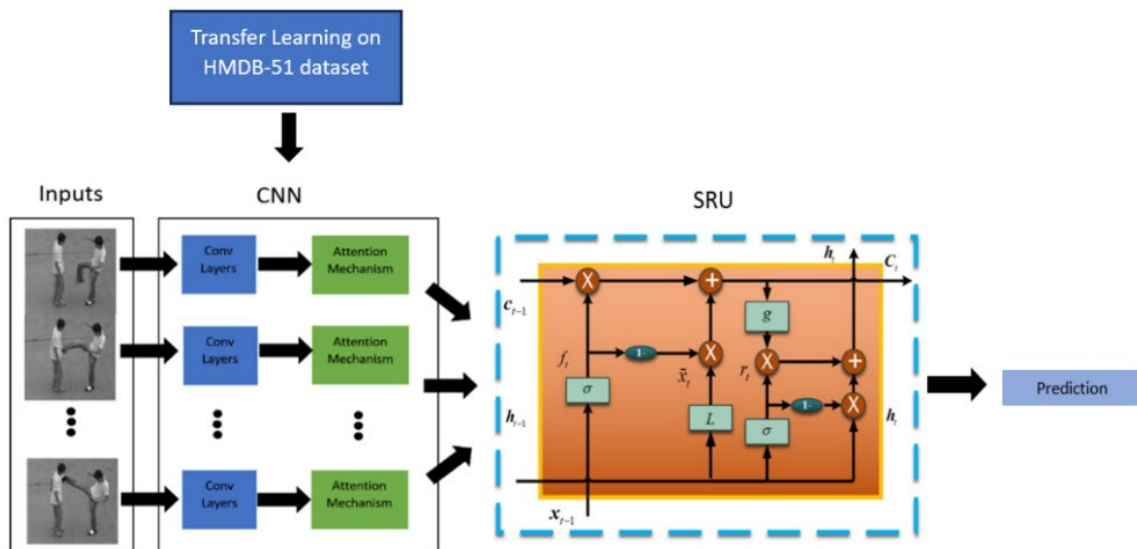 Transfer Learning on
HMDB-51 dataset
Inputs
CNN
SRU
Conv
Layers
Attention
Mechanism
Conv
Layers
Attention
Mechanism
Conv
Layers
Attention
Mechanism
h_t
C_t
c_{t-1}
X
+
g
f_t
1-
X
x̃_t
r_t
X
+
σ
h_{t-1}
L
σ
1-
X
h_t
x_{t-1}
Prediction